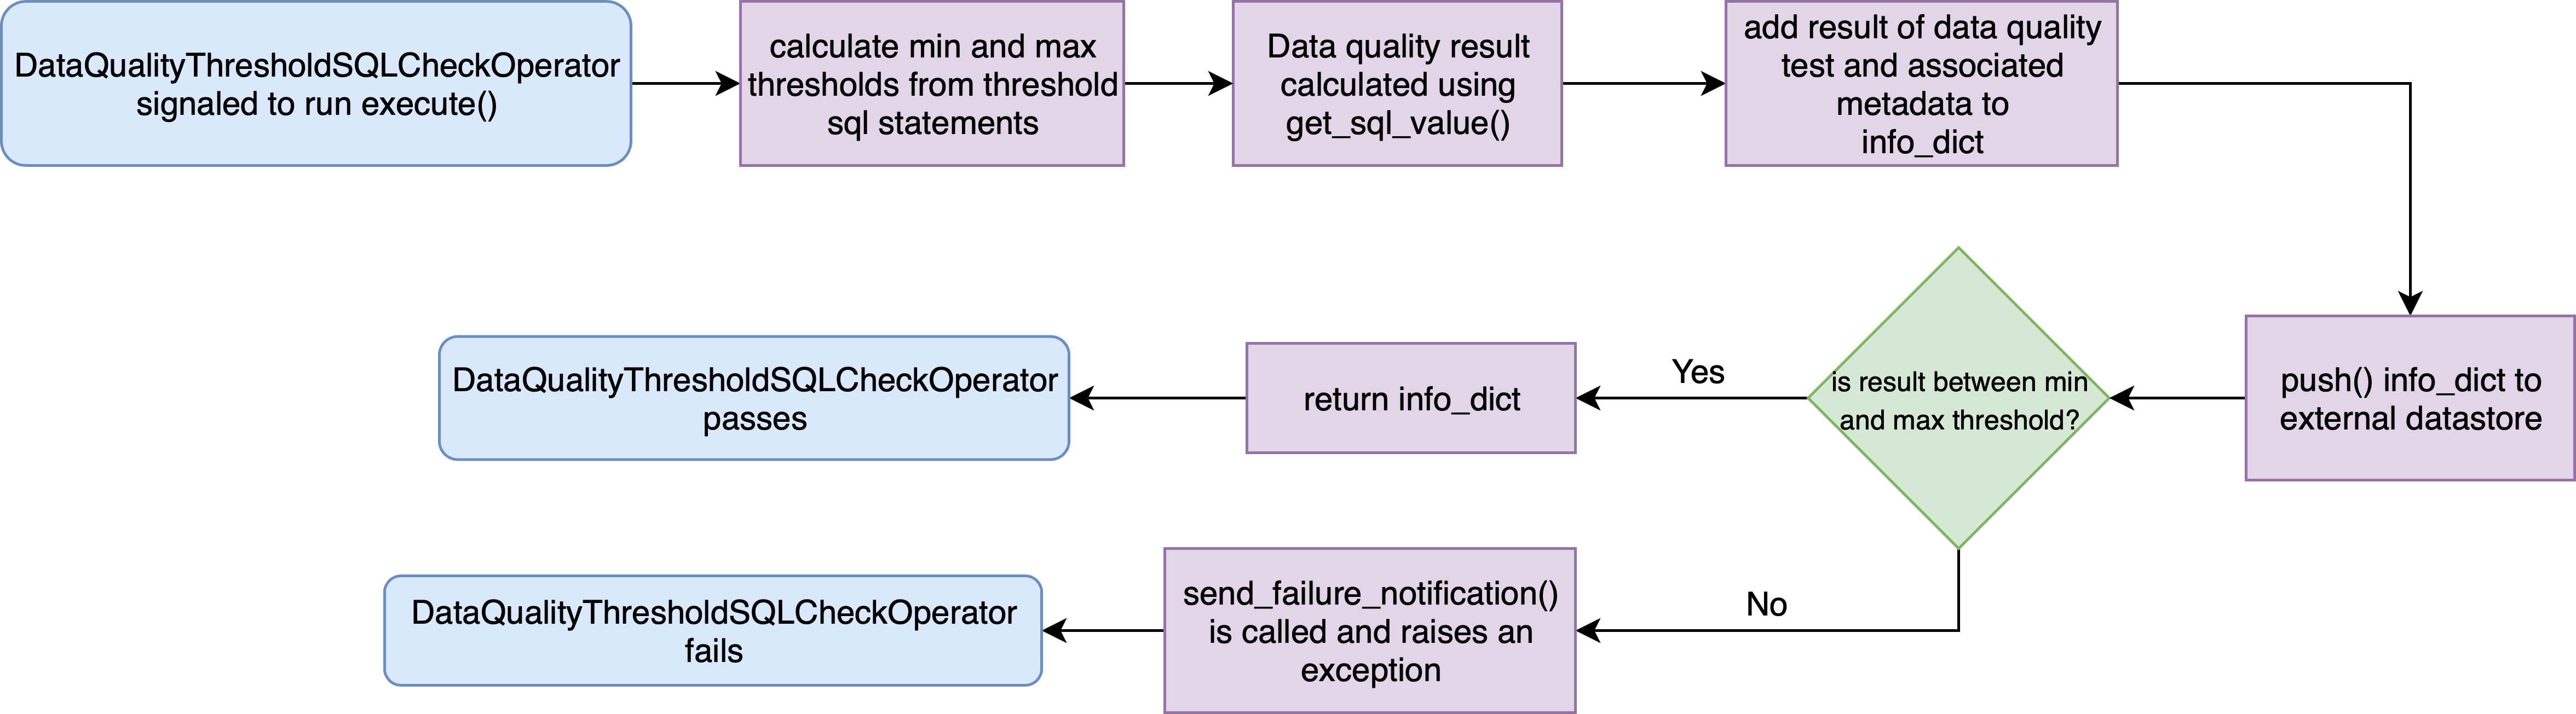 DataQualityThresholdSQLCheckOperator
signaled to run execute()
calculate min and max
thresholds from threshold
sql statements
Data quality result
calculated using
get_sql_value()
add result of data quality
test and associated
metadata to
info_dict
push() info_dict to
external datastore
is result between min
and max threshold?
Yes
return info_dict
DataQualityThresholdSQLCheckOperator
passes
No
send_failure_notification()
is called and raises an
exception
DataQualityThresholdSQLCheckOperator
fails